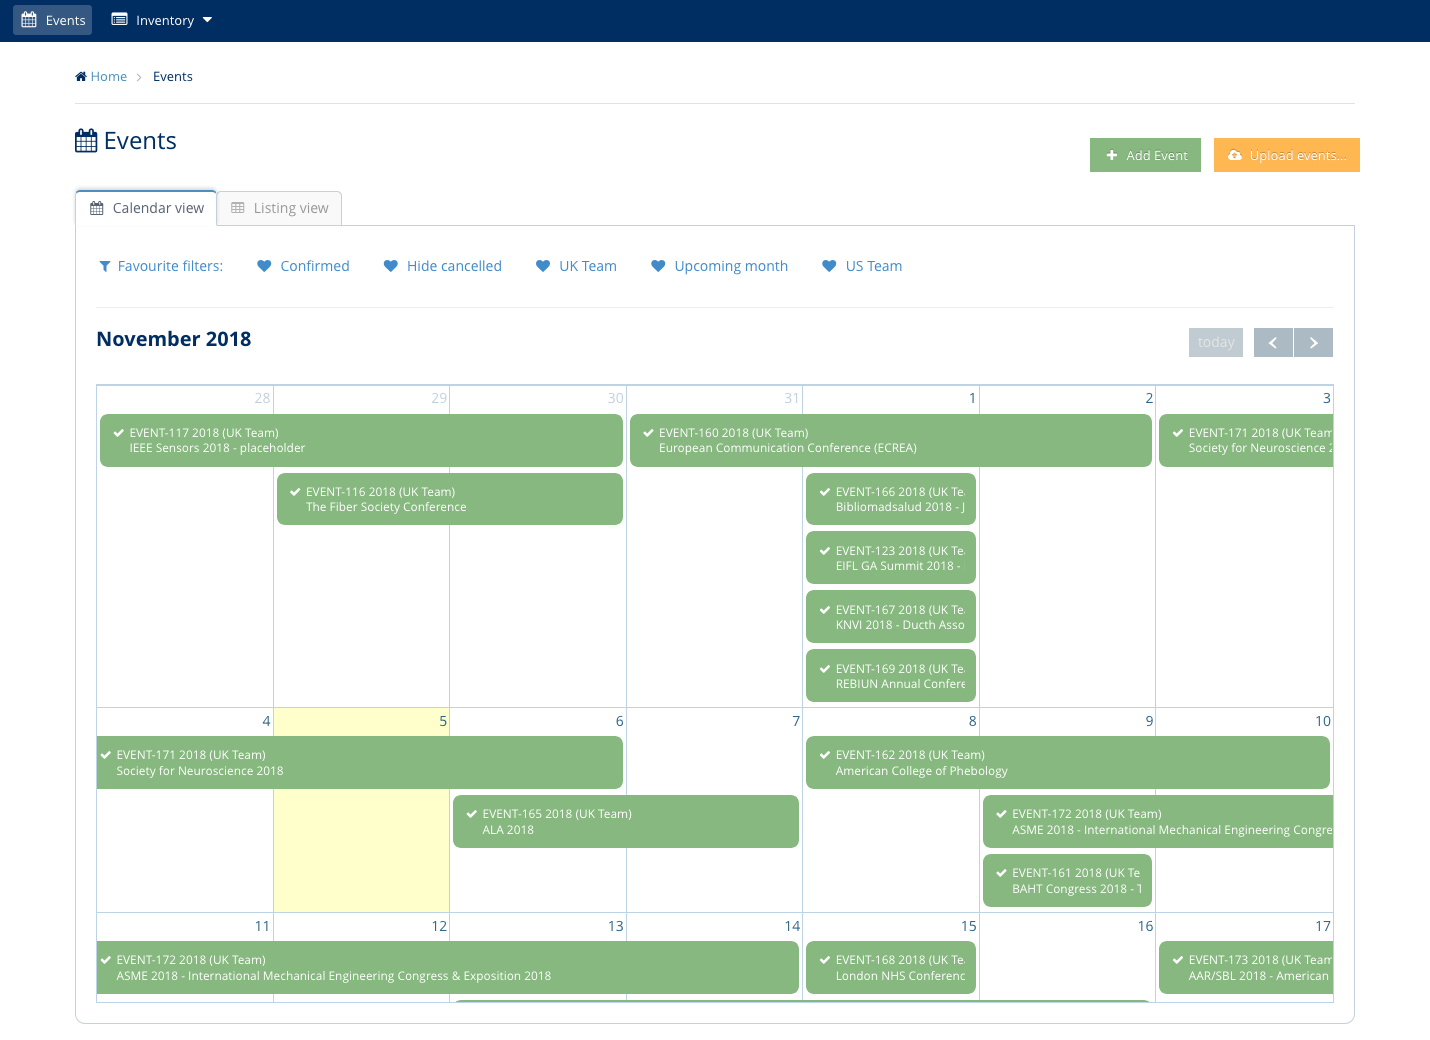 Events
Inventory
Home
Events
Events
Add Event
Upload events...
Calendar view
Listing view
Favourite filters:
Confirmed
Hide cancelled
UK Team
Upcoming month
US Team
November 2018
today
28
29
30
31
1
2
3
EVENT-117 2018 (UK Team)
IEEE Sensors 2018 - placeholder
EVENT-160 2018 (UK Team)
European Communication Conference (ECREA)
EVENT-171 2018 (UK Team
Society for Neuroscience
EVENT-116 2018 (UK Team)
The Fiber Society Conference
EVENT-166 2018 (UK Te
Bibliomadsalud 2018 - J
EVENT-123 2018 (UK Te
EIFL GA Summit 2018 -
EVENT-167 2018 (UK Te
KNVI 2018 - Ducth Asso
EVENT-169 2018 (UK Te
REBIUN Annual Confere
4
5
6
7
8
9
10
EVENT-171 2018 (UK Team)
Society for Neuroscience 2018
EVENT-162 2018 (UK Team)
American College of Phebology
EVENT-165 2018 (UK Team)
ALA 2018
EVENT-172 2018 (UK Team)
ASME 2018 - International Mechanical Engineering Congre
EVENT-161 2018 (UK Te
BAHT Congress 2018 - T
11
12
13
14
15
16
17
EVENT-172 2018 (UK Team)
ASME 2018 - International Mechanical Engineering Congress & Exposition 2018
EVENT-168 2018 (UK Te
London NHS Conferenc
EVENT-173 2018 (UK Team
AAR/SBL 2018 - American